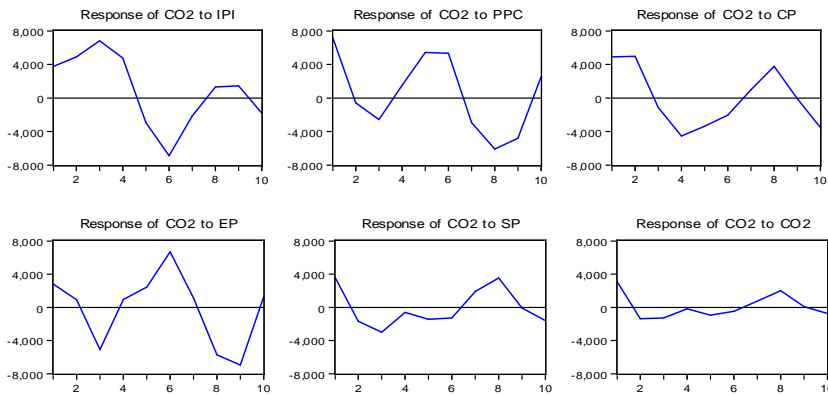 Response of CO2 to IPI
8,000
4,000
0
-4,000
-8,000
2 4 6 8 10
Response of CO2 to PPC
8,000
4,000
0
-4,000
-8,000
2 4 6 8 10
Response of CO2 to CP
8,000
4,000
0
-4,000
-8,000
2 4 6 8 10
Response of CO2 to EP
8,000
4,000
0
-4,000
-8,000
2 4 6 8 10
Response of CO2 to SP
8,000
4,000
0
-4,000
-8,000
2 4 6 8 10
Response of CO2 to CO2
8,000
4,000
0
-4,000
-8,000
2 4 6 8 10